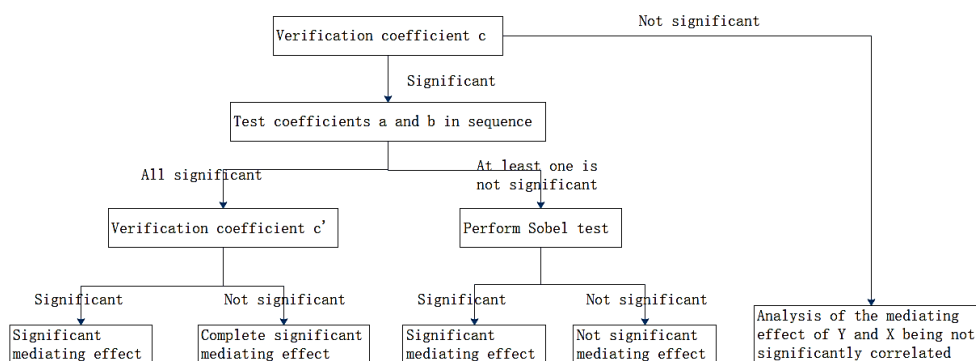 Not significant
Verification coefficient c
Significant
Test coefficients a and b in sequence
All significant
At least one is
not significant
Verification coefficient c'
Perform Sobel test
Significant
Not significant
Significant
Not significant
Significant
mediating effect
Complete significant
mediating effect
Significant
mediating effect
Not significant
mediating effect
Analysis of the mediating
effect of Y and X being not
significantly correlated